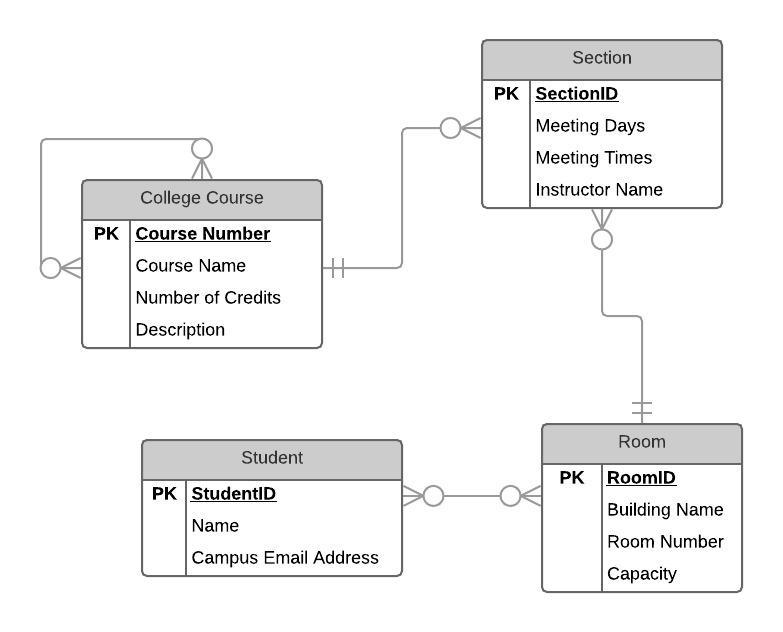 Section
PK SectionID
Meeting Days
Meeting Times
Instructor Name
College Course
PK Course Number
Course Name
Number of Credits
Description
Student
PK StudentID
Name
Campus Email Address
Room
PK RoomID
Building Name
Room Number
Capacity